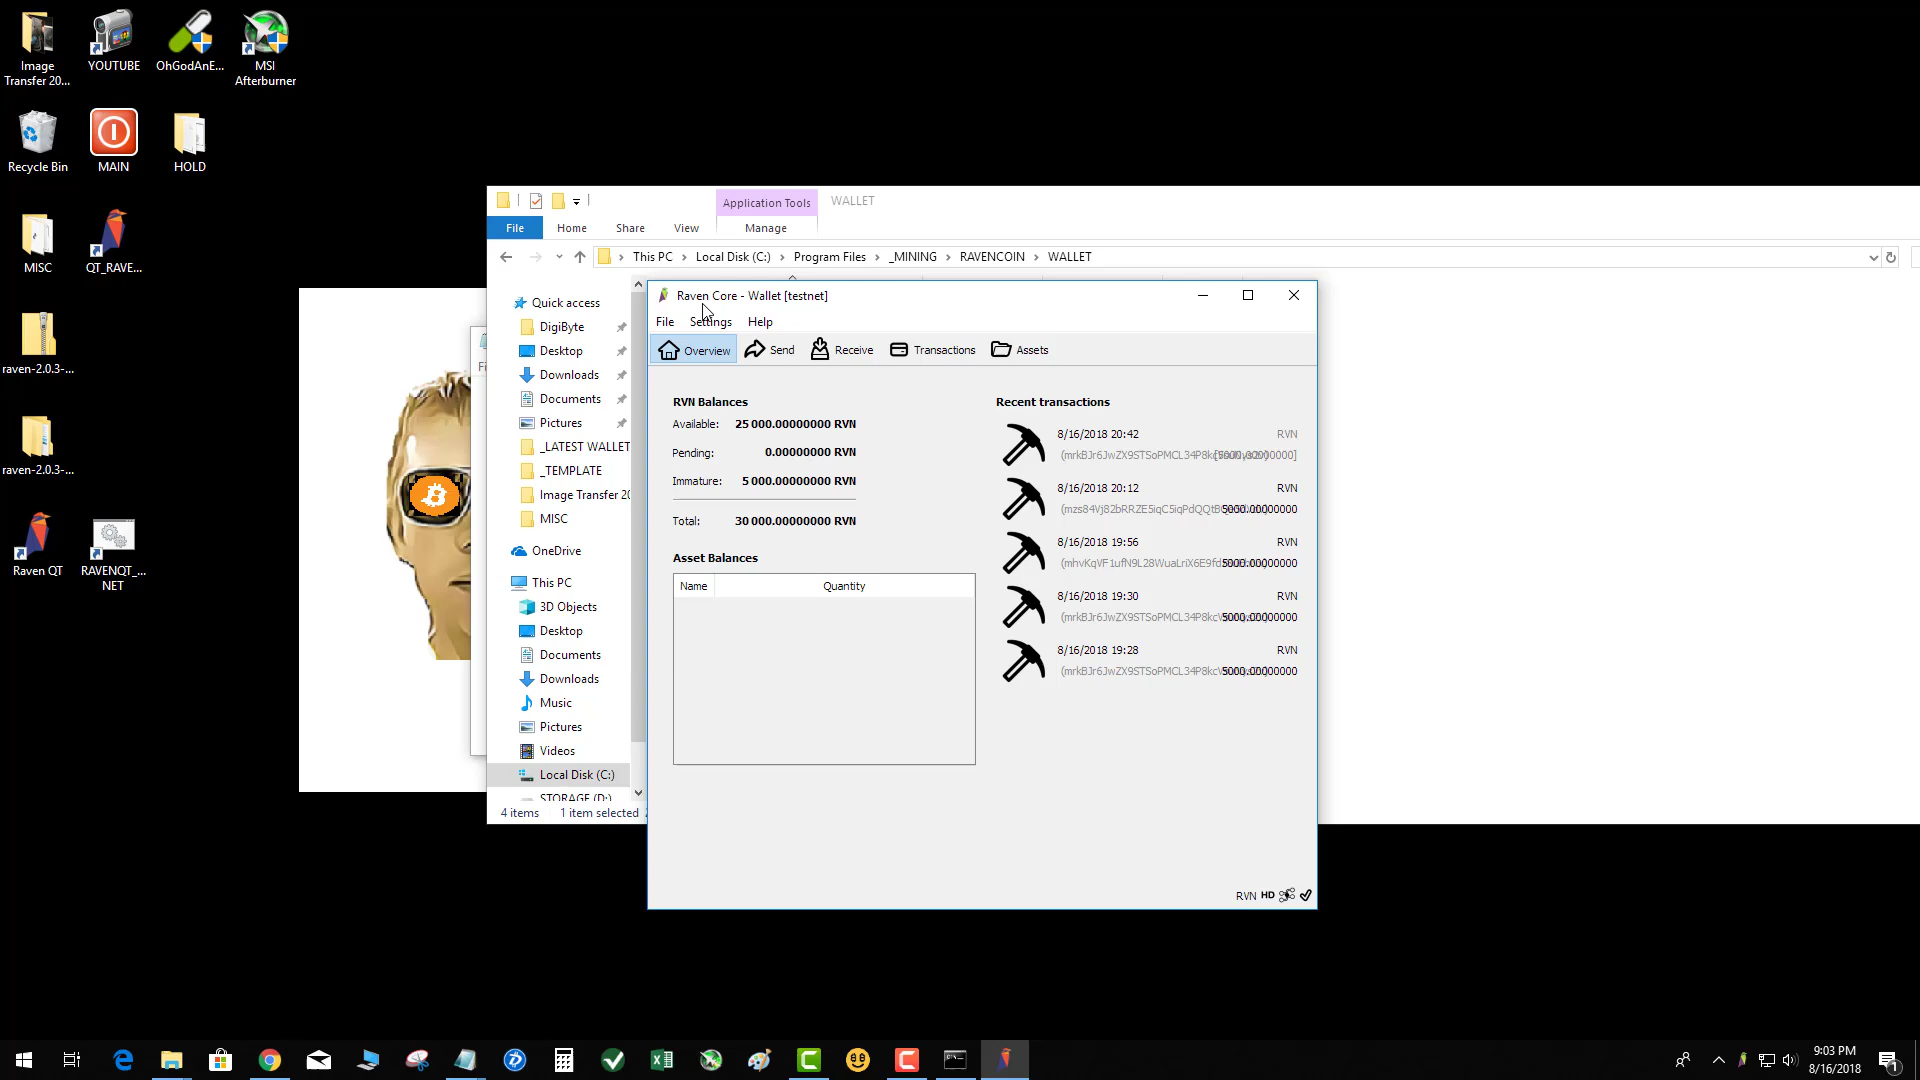 Image
Transfer 20...
YOUTUBE
OhGodAnE...
MSI
Afterburner
Recycle Bin
MAIN
HOLD
MISC
QT_RAVE...
raven-2.0.3-...
raven-2.0.3-...
Raven QT
RAVENQT_...
NET
Application Tools
WALLET
File
Home
Share
View
Manage
This PC
Local Disk (C:)
Program Files
_MINING
RAVENCOIN
WALLET
Quick access
DigiByte
Desktop
Downloads
Documents
Pictures
_LATEST WALLET
_TEMPLATE
Image Transfer 20
MISC
OneDrive
This PC
3D Objects
Desktop
Documents
Downloads
Music
Pictures
Videos
Local Disk (C:)
STORAGE (D:)
4 items
1 item selected
Raven Core - Wallet [testnet]
File
Settings
Help
Overview
Send
Receive
Transactions
Assets
RVN Balances
Available: 25 000.00000000 RVN
Pending: 0.00000000 RVN
Immature: 5 000.00000000 RVN
Total: 30 000.00000000 RVN
Asset Balances
Name
Quantity
Recent transactions
8/16/2018 20:42
RVN
8/16/2018 20:12
RVN
5000.00000000
8/16/2018 19:56
RVN
5000.00000000
8/16/2018 19:30
RVN
5000.00000000
8/16/2018 19:28
RVN
5000.00000000
RVN HD
9:03 PM
8/16/2018
1